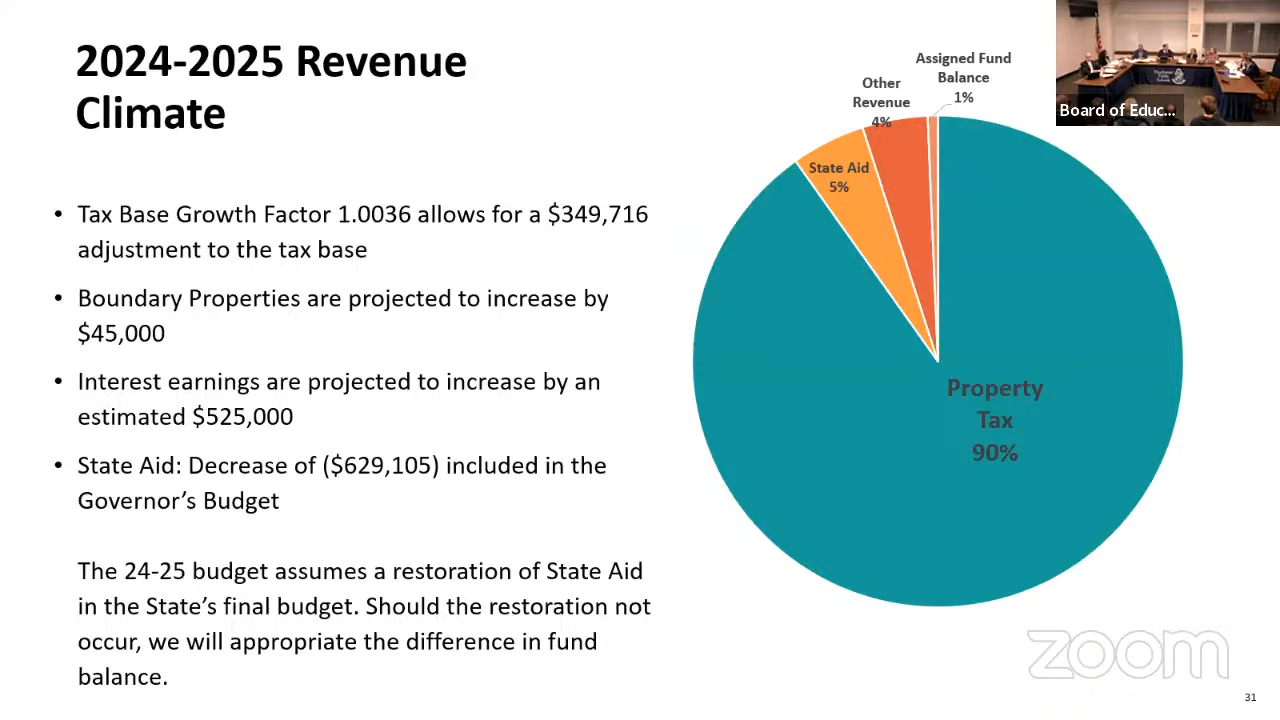 2024-2025 Revenue
Climate
• Tax Base Growth Factor 1.0036 allows for a $349,716
adjustment to the tax base
• Boundary Properties are projected to increase by
$45,000
• Interest earnings are projected to increase by an
estimated $525,000
• State Aid: Decrease of ($629,105) included in the
Governor’s Budget
The 24-25 budget assumes a restoration of State Aid
in the State’s final budget. Should the restoration not
occur, we will appropriate the difference in fund
balance.
Assigned Fund
Balance
1%
Other
Revenue
4%
State Aid
5%
Property
Tax
90%
Board of Educ...
zoom
31